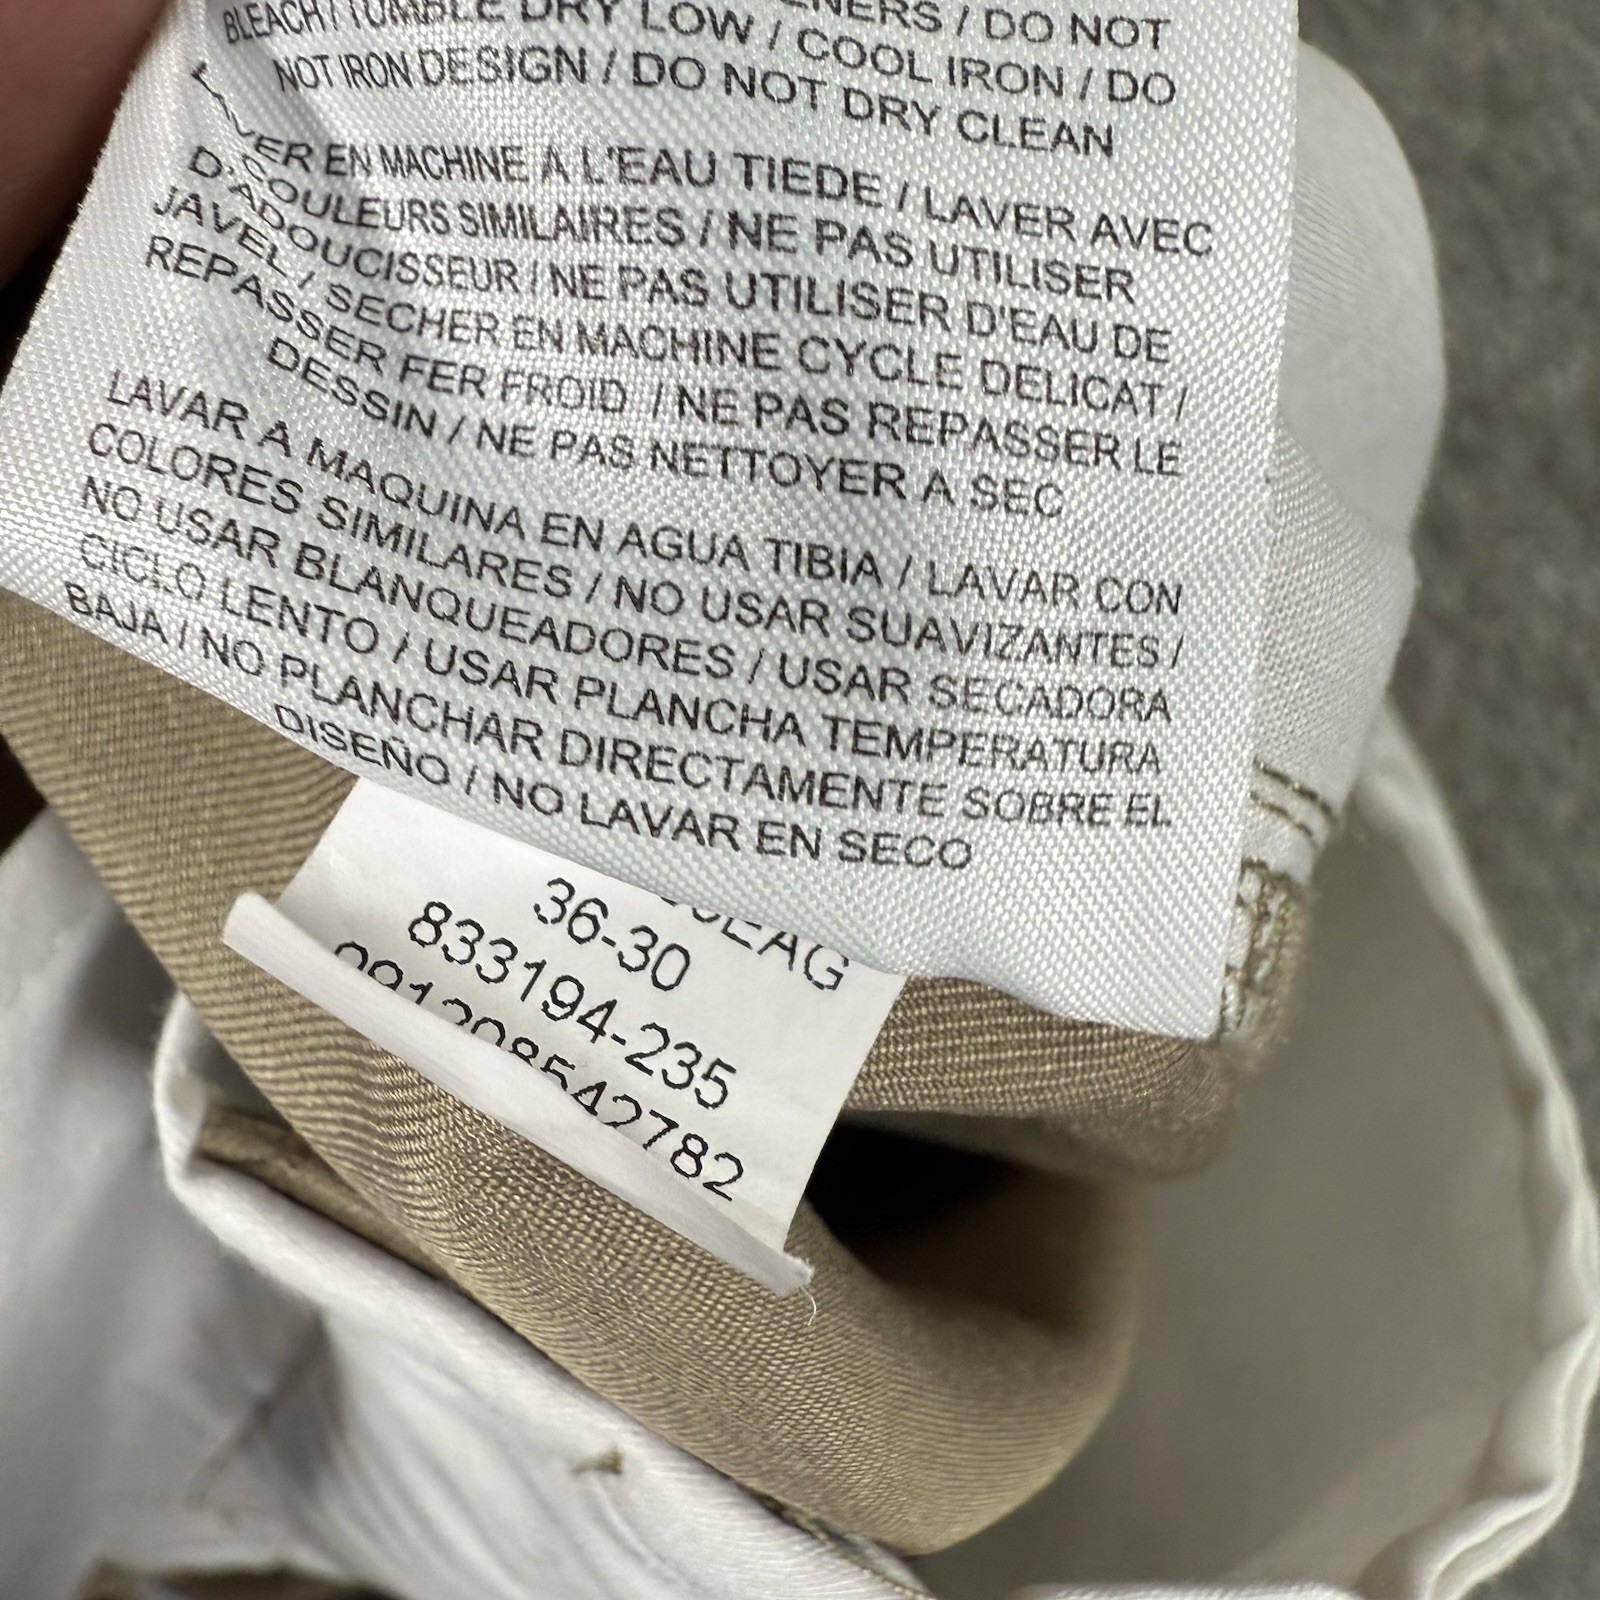 ENERS / DO NOT
BLEACH / TUMBLE DRY LOW / COOL IRON / DO
NOT IRON DESIGN / DO NOT DRY CLEAN
LAVER EN MACHINE A L'EAU TIEDE / LAVER AVEC
D'COULEURS SIMILAIRES / NE PAS UTILISER
D'ADOUCISSEUR / NE PAS UTILISER D'EAU DE
JAVEL / SECHER EN MACHINE CYCLE DELICAT /
REPASSER FER FROID / NE PAS REPASSER LE
DESSIN / NE PAS NETTOYER A SEC
LAVAR A MAQUINA EN AGUA TIBIA / LAVAR CON
COLORES SIMILARES / NO USAR SUAVIZANTES /
NO USAR BLANQUEADORES / USAR SECADORA
CICLO LENTO / USAR PLANCHA TEMPERATURA
BAJA / NO PLANCHAR DIRECTAMENTE SOBRE EL
DISEÑO / NO LAVAR EN SECO
36-30
833194-235
091208542782